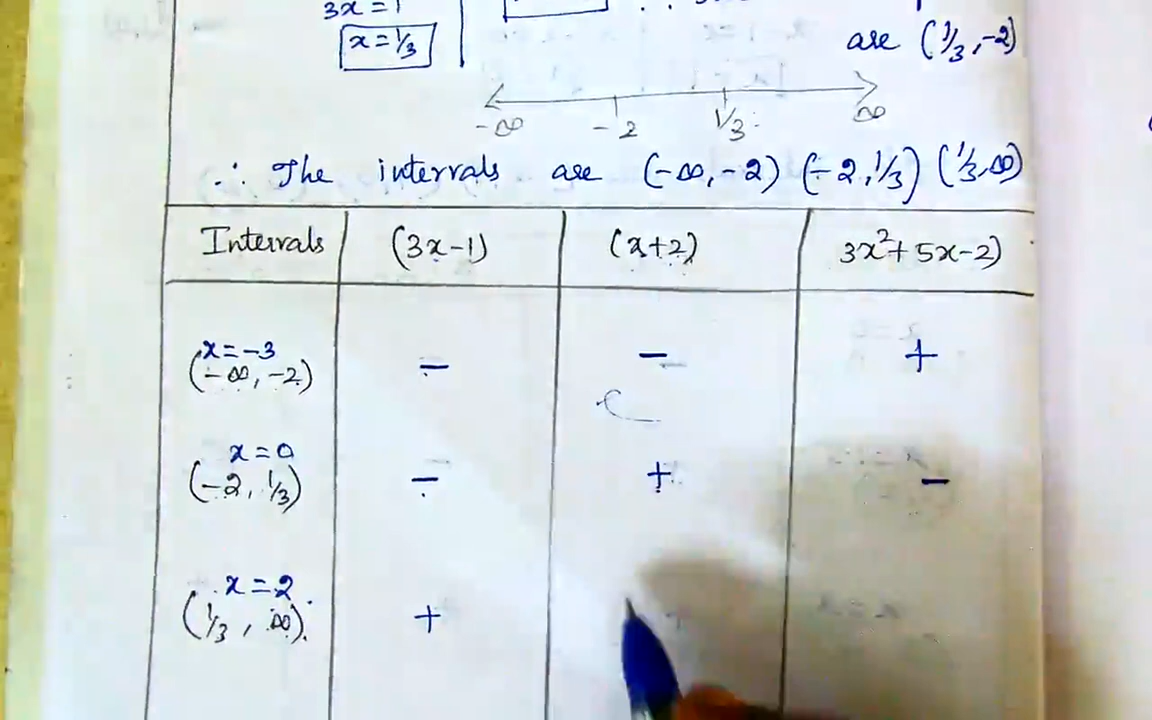 3x = 1
x = 1/3
are (1/3, -2)
-∞ -2 1/3 ∞
∴ The intervals are (-∞, -2) (-2, 1/3) (1/3, ∞)
Intervals (3x-1) (x+2) 3x²+5x-2)
x = -3
(-∞, -2) - - +
x = 0
(-2, 1/3) - + -
x = 2
(1/3, ∞) +